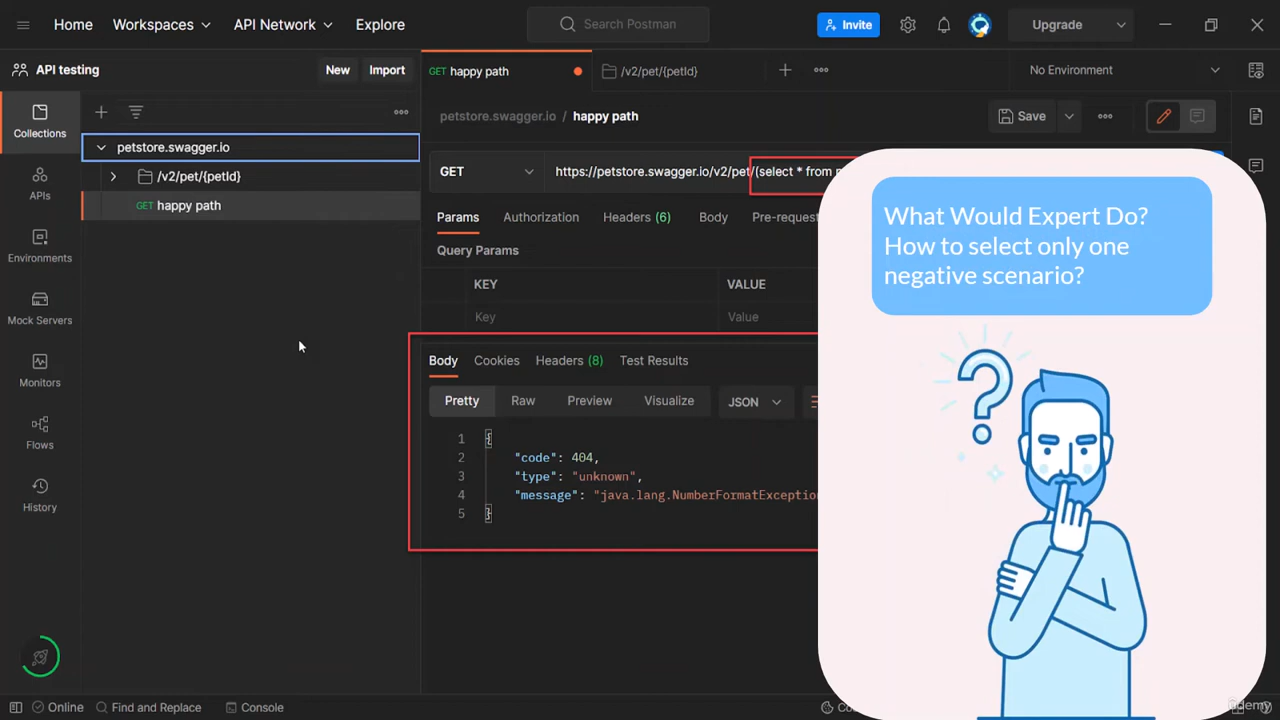 Home
Workspaces
API Network
Explore
Search Postman
Invite
Upgrade
API testing
New
Import
GET happy path
/v2/pet/{petId}
No Environment
Collections
petstore.swagger.io
petstore.swagger.io / happy path
Save
/v2/pet/{petId}
GET happy path
APIs
GET
https://petstore.swagger.io/v2/pet/(select * from
Params
Authorization
Headers (6)
Body
Pre-request
Query Params
Environments
KEY
VALUE
Key
Value
Mock Servers
Monitors
Flows
History
Body
Cookies
Headers (8)
Test Results
Pretty
Raw
Preview
Visualize
JSON
1 {
2 "code": 404,
3 "type": "unknown",
4 "message": "java.lang.NumberFormatException
5 }
What Would Expert Do?
How to select only one
negative scenario?
?
Online
Find and Replace
Console